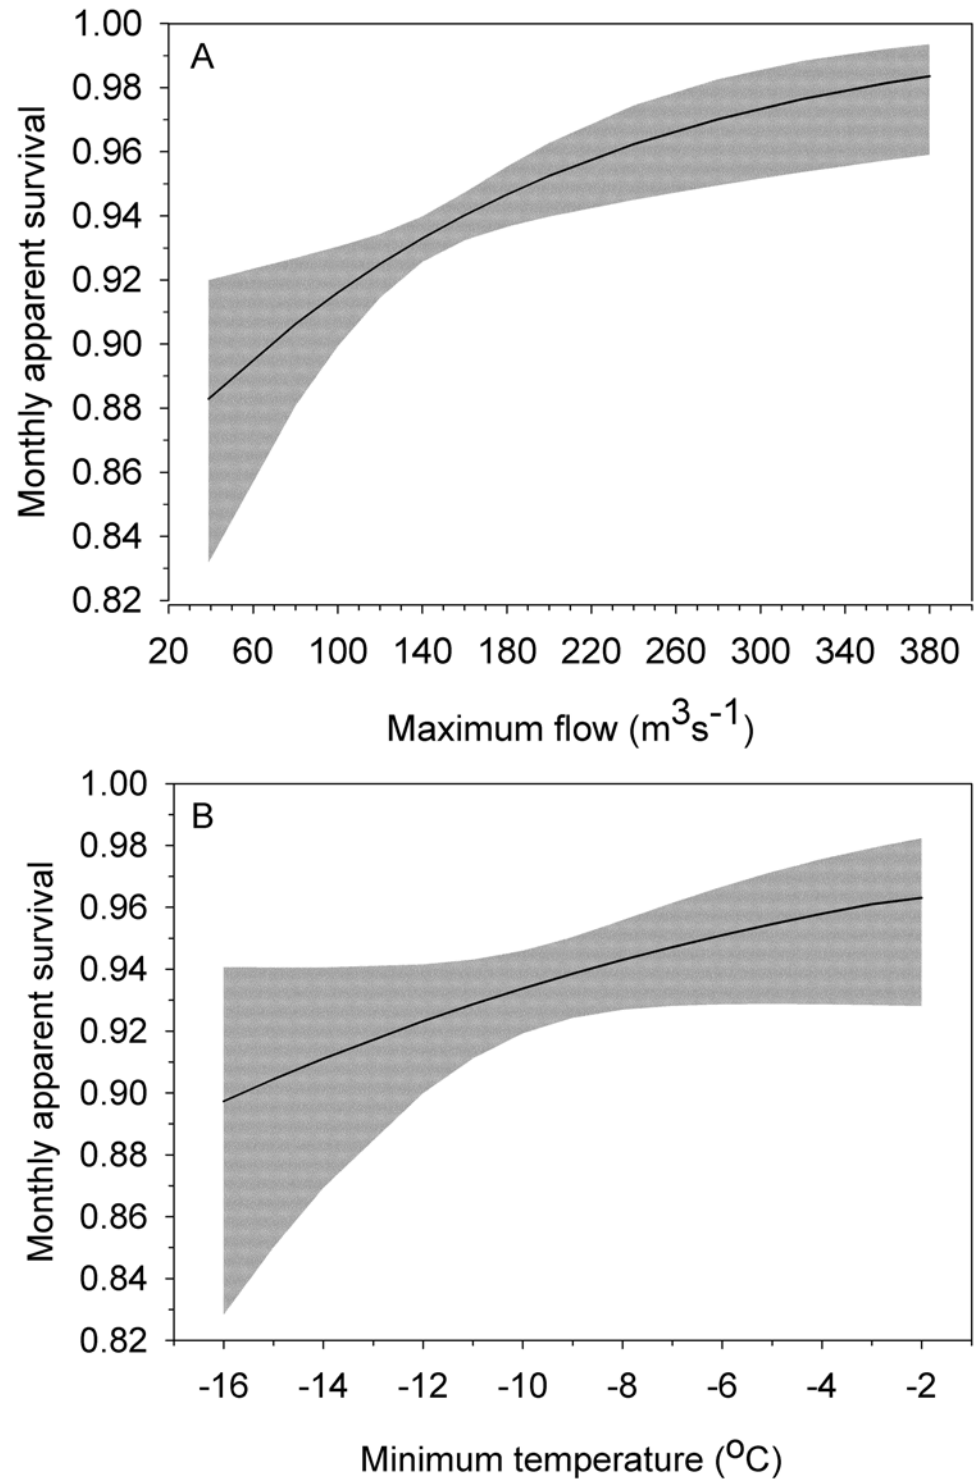 A
Monthly apparent survival
1.00
0.98
0.96
0.94
0.92
0.90
0.88
0.86
0.84
0.82
20 60 100 140 180 220 260 300 340 380
Maximum flow (m³s⁻¹)
B
Monthly apparent survival
1.00
0.98
0.96
0.94
0.92
0.90
0.88
0.86
0.84
0.82
-16 -14 -12 -10 -8 -6 -4 -2
Minimum temperature (ºC)